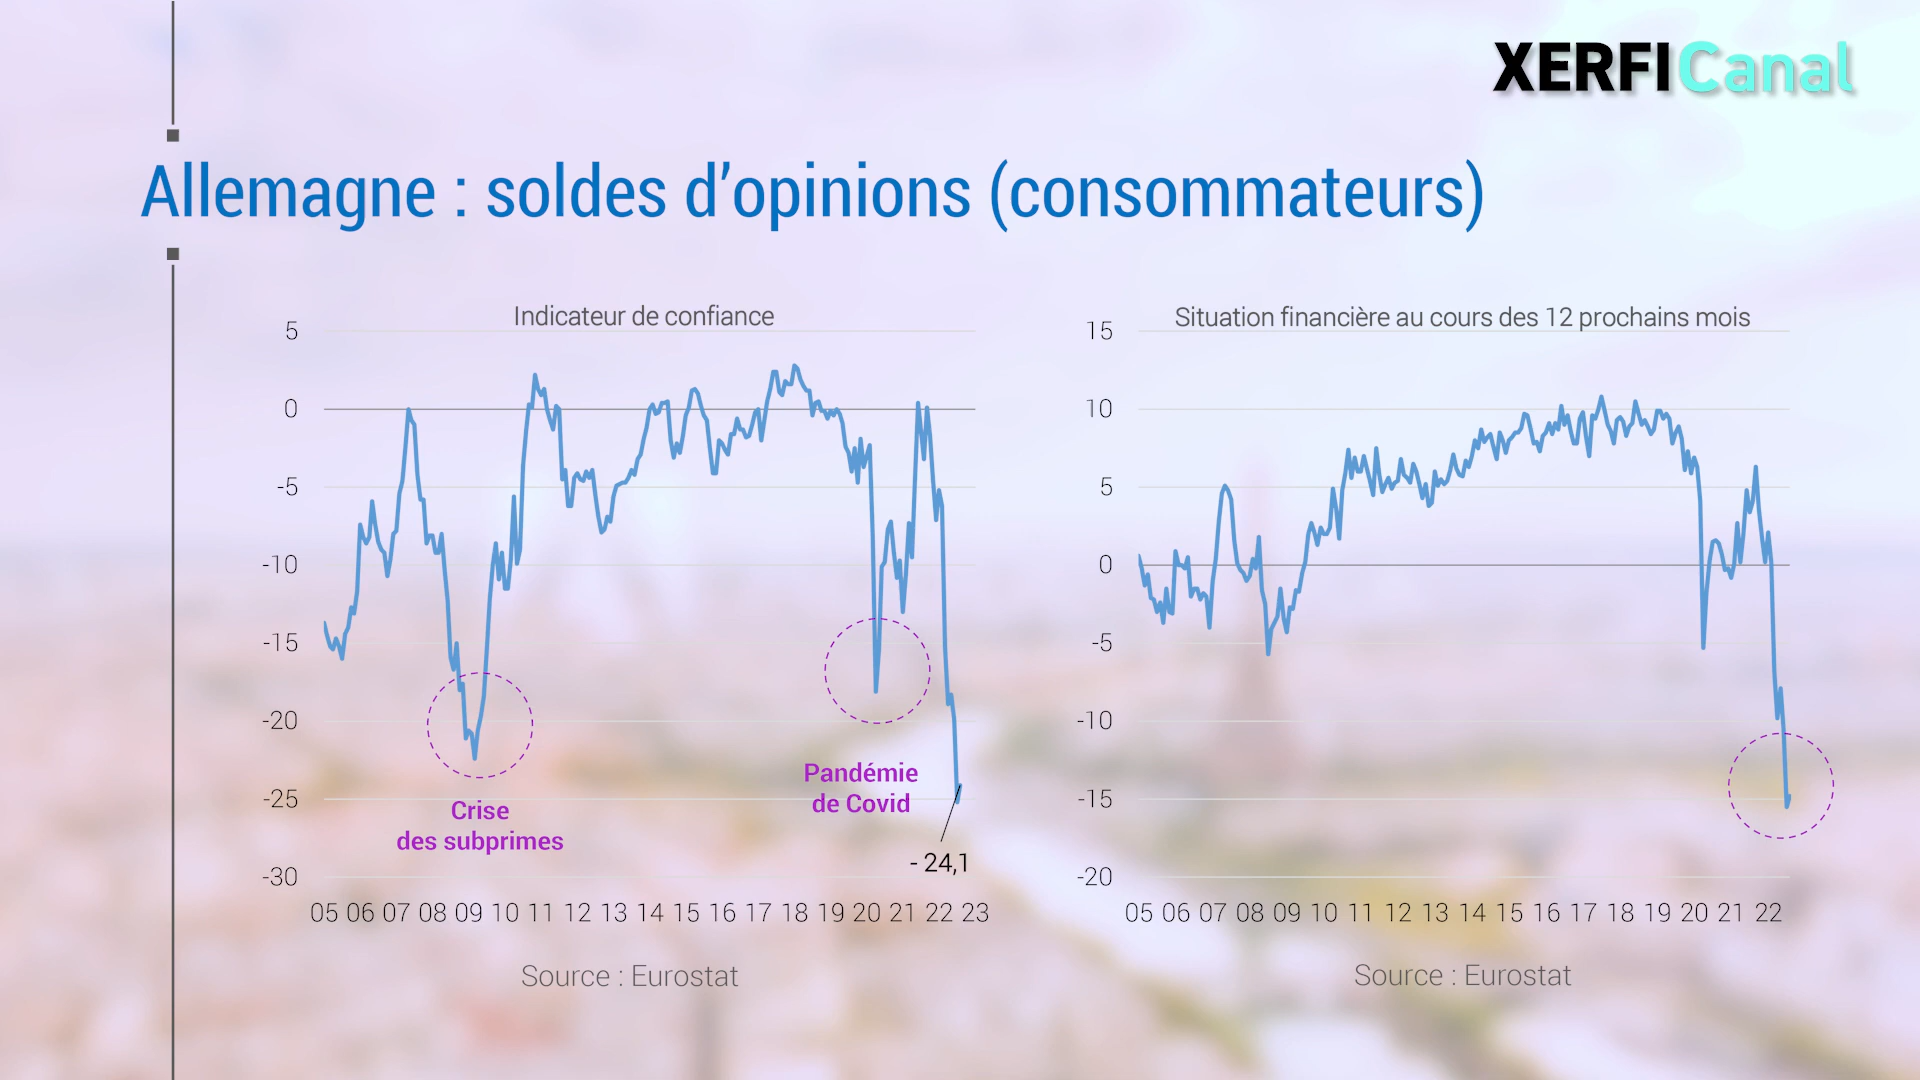 XERFI Canal
Allemagne : soldes d’opinions (consommateurs)
Indicateur de confiance
5
0
-5
-10
-15
-20
-25
-30
Crise
des subprimes
Pandémie
de Covid
- 24,1
05 06 07 08 09 10 11 12 13 14 15 16 17 18 19 20 21 22 23
Source : Eurostat
Situation financière au cours des 12 prochains mois
15
10
5
0
-5
-10
-15
-20
05 06 07 08 09 10 11 12 13 14 15 16 17 18 19 20 21 22
Source : Eurostat